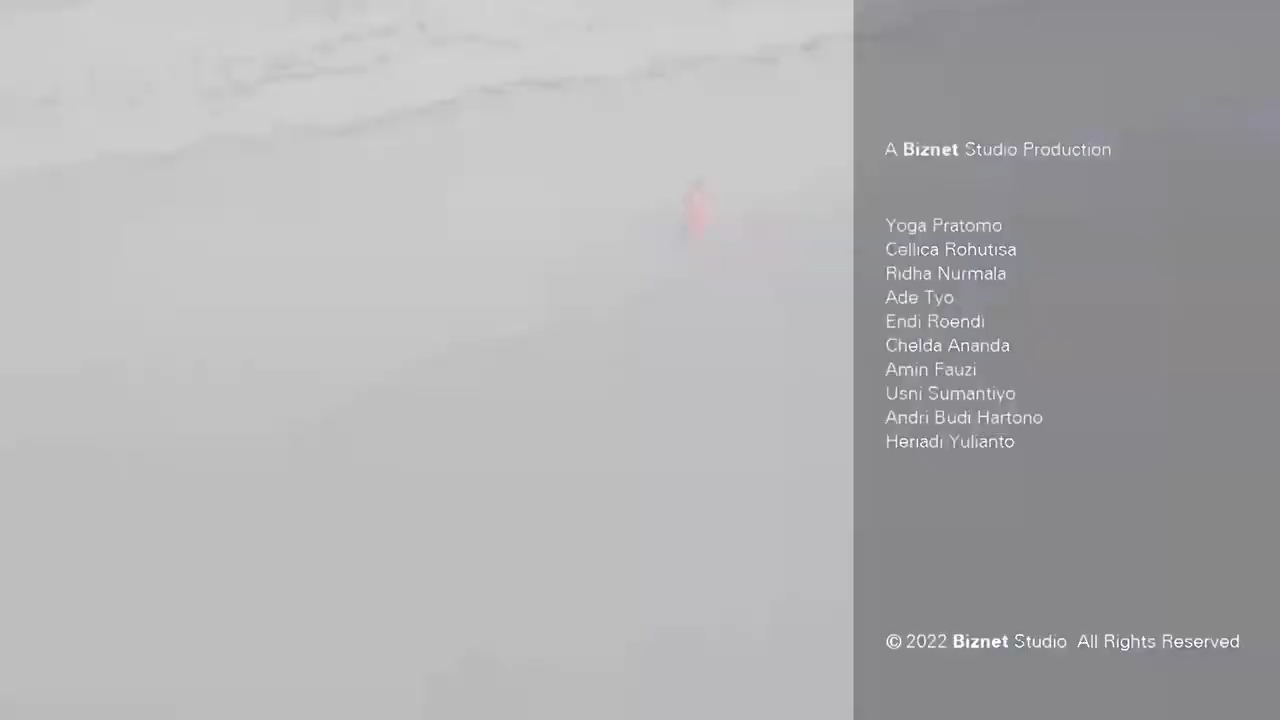 A Biznet Studio Production
Yoga Pratomo
Cellica Rohutisa
Ridha Nurmala
Ade Tyo
Endi Roendi
Chelda Ananda
Amin Fauzi
Usni Sumantiyo
Andri Budi Hartono
Heriadi Yulianto
© 2022 Biznet Studio All Rights Reserved